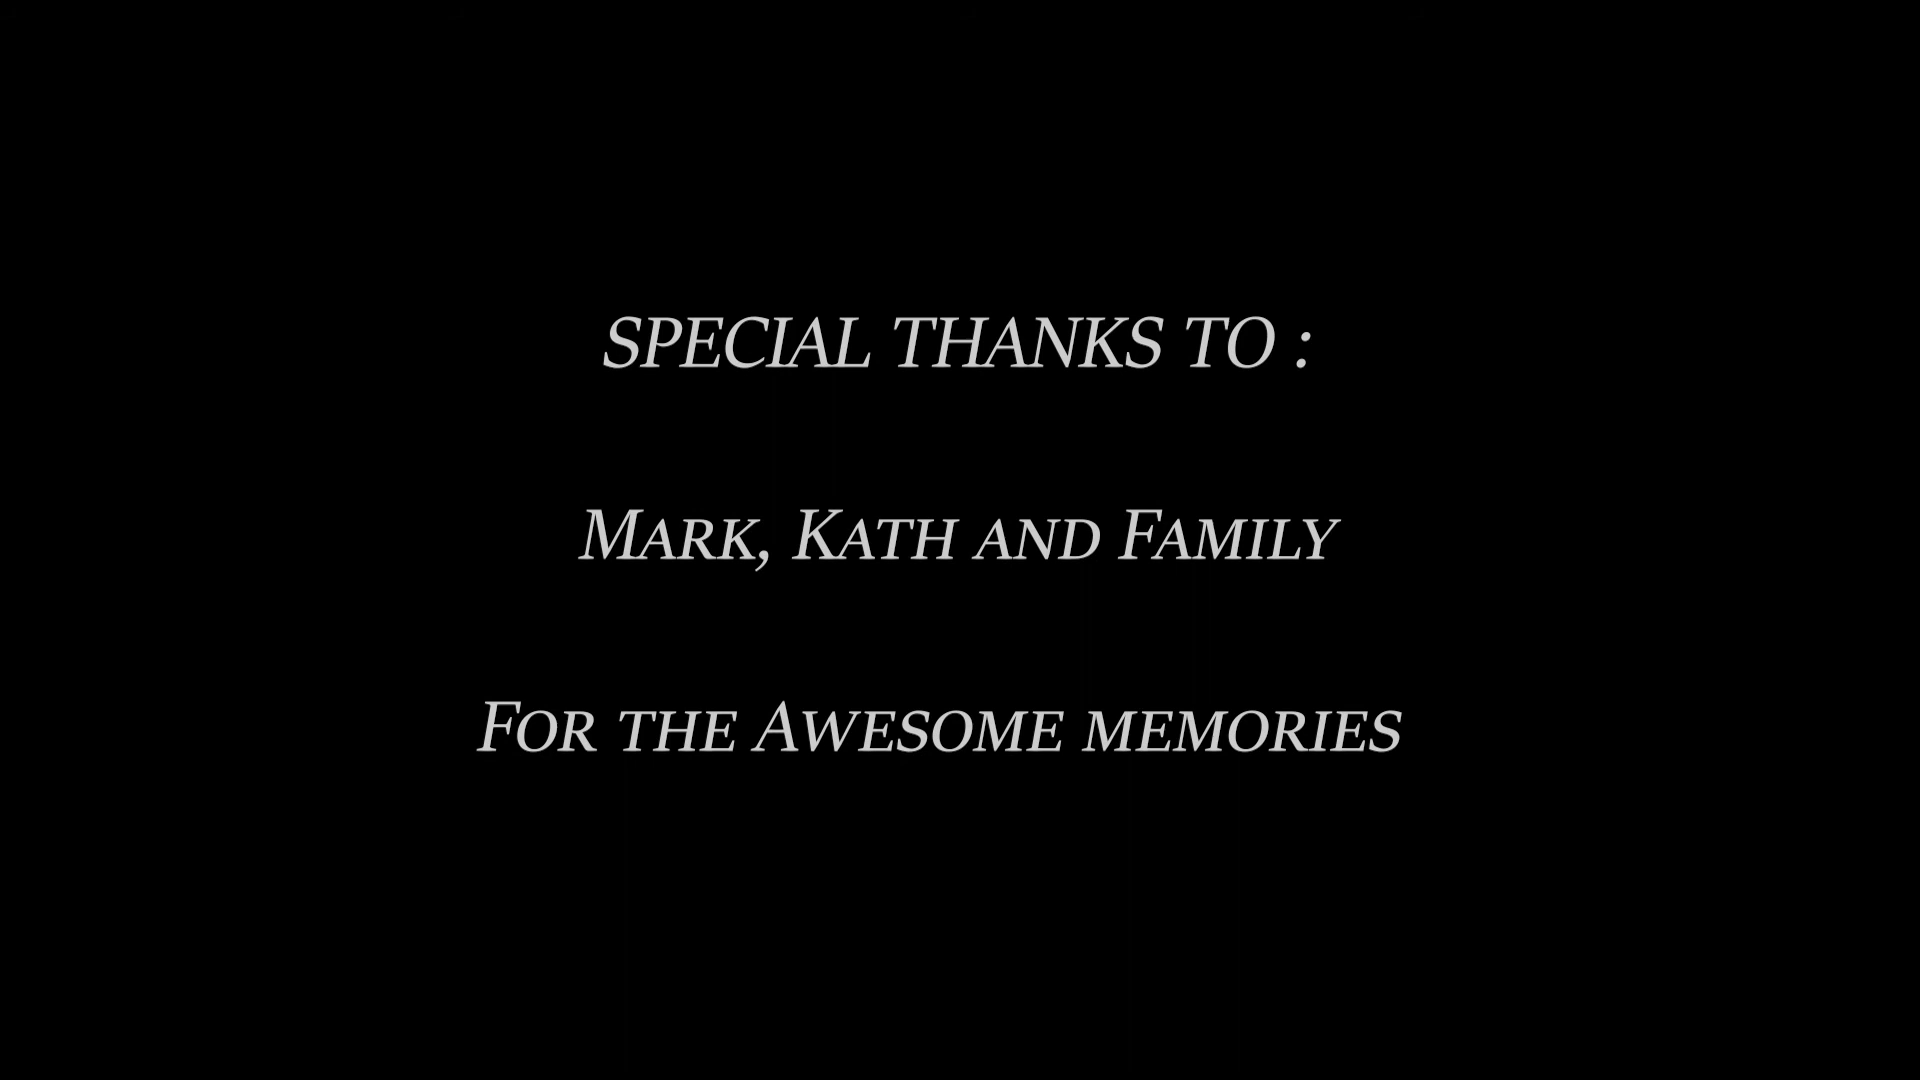 SPECIAL THANKS TO :
MARK, KATH AND FAMILY
FOR THE AWESOME MEMORIES